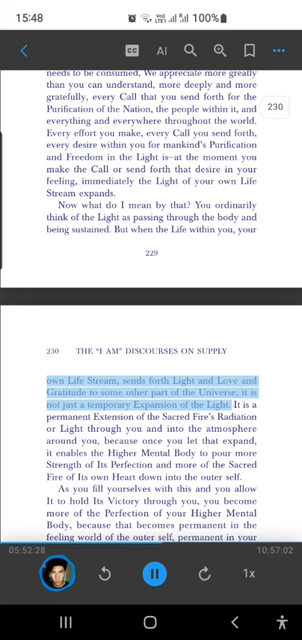 15:48
100%
CC AI
needs to be consumed, We appreciate more greatly
than you can understand, more deeply and more
gratefully, every Call that you send forth for the
Purification of the Nation, the people within it, and
everything and everywhere throughout the world.
Every effort you make, every Call you send forth,
every desire within you for mankind's Purification
and Freedom in the Light is—at the moment you
make the Call or send forth that desire in your
feeling, immediately the Light of your own Life
Stream expands.
Now what do I mean by that? You ordinarily
think of the Light as passing through the body and
being sustained. But when the Life within you, your
229
230
230 THE "I AM" DISCOURSES ON SUPPLY
own Life Stream, sends forth Light and Love and
Gratitude to some other part of the Universe, it is
not just a temporary Expansion of the Light. It is a
permanent Extension of the Sacred Fire's Radiation
or Light through you and into the atmosphere
around you, because once you let that expand,
it enables the Higher Mental Body to pour more
Strength of Its Perfection and more of the Sacred
Fire of Its own Heart down into the outer self.
As you fill yourselves with this and you allow
It to hold Its Victory through you, you become
more of the Perfection of your Higher Mental
Body, because that becomes permanent in the
feeling world of the outer self, permanent in your
05:52:28 10:57:02
1x